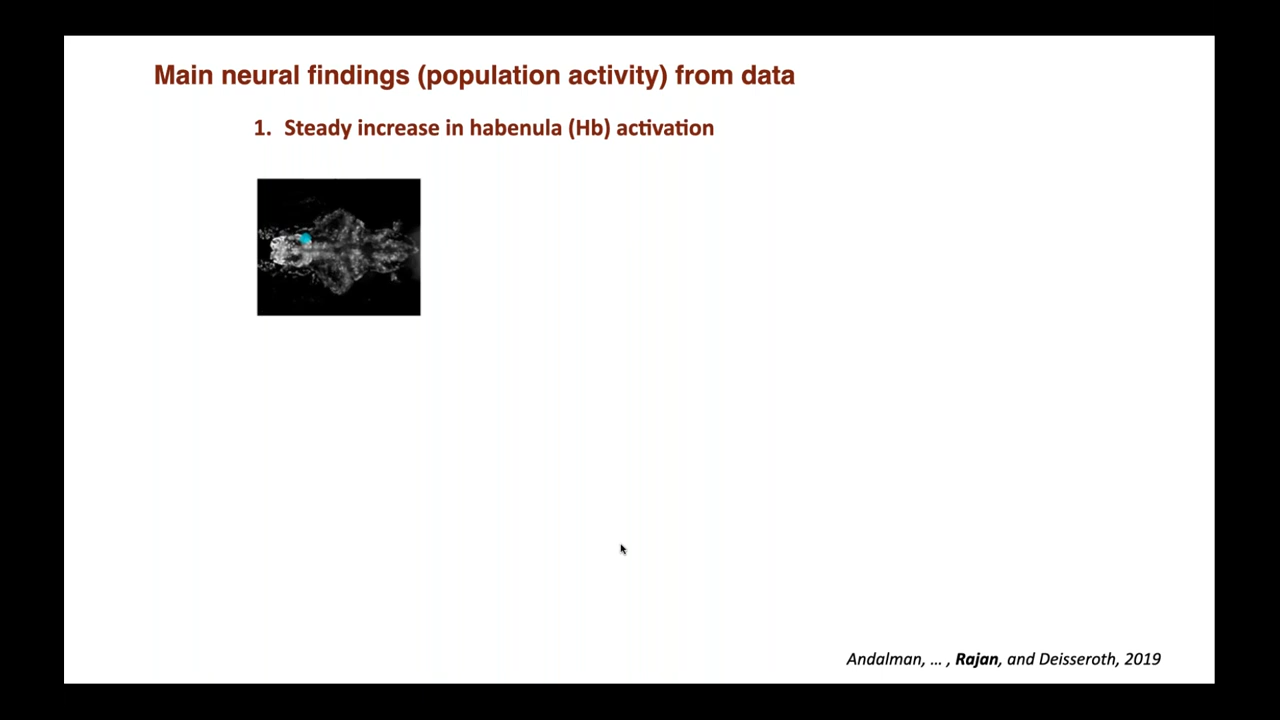 Main neural findings (population activity) from data
1. Steady increase in habenula (Hb) activation
Andalman, ... , Rajan, and Deisseroth, 2019